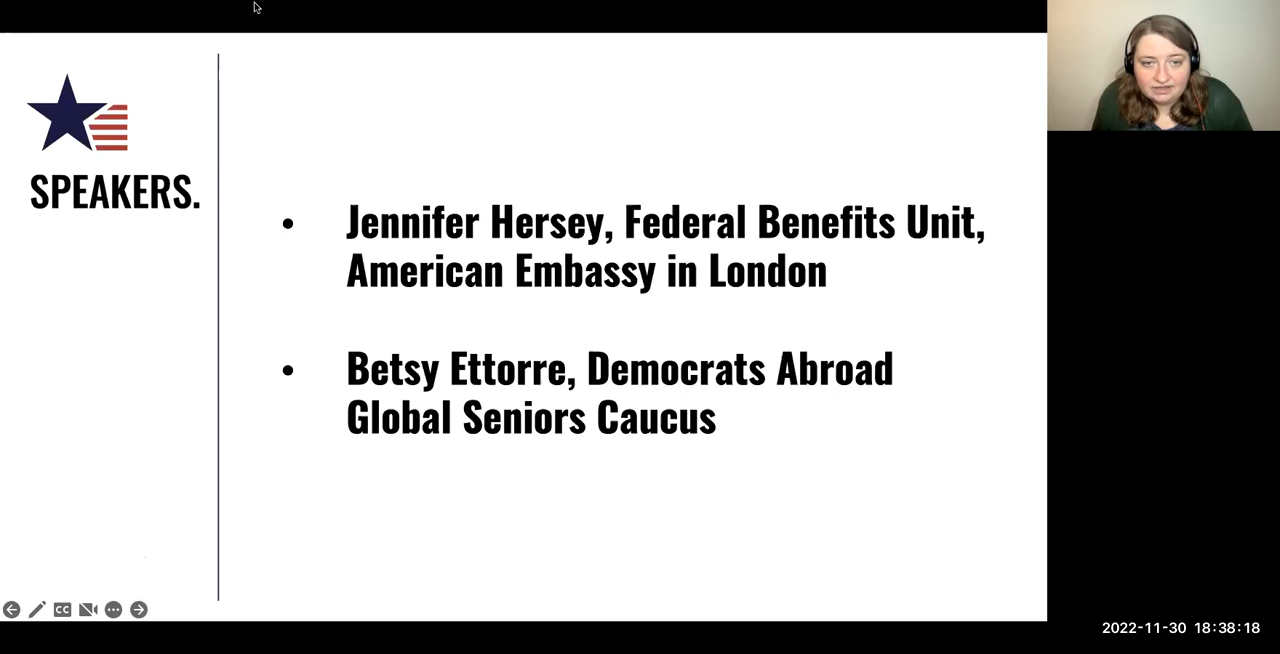 SPEAKERS.
• Jennifer Hersey, Federal Benefits Unit,
American Embassy in London
• Betsy Ettorre, Democrats Abroad
Global Seniors Caucus
CC
2022-11-30 18:38:18